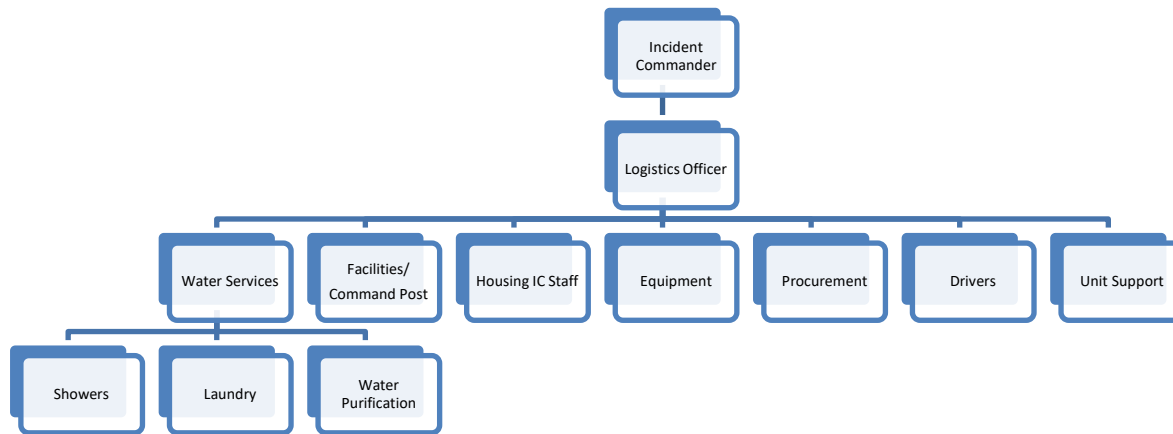 Incident
Commander
Logistics Officer
Water Services
Facilities/
Command Post
Housing IC Staff
Equipment
Procurement
Drivers
Unit Support
Showers
Laundry
Water
Purification